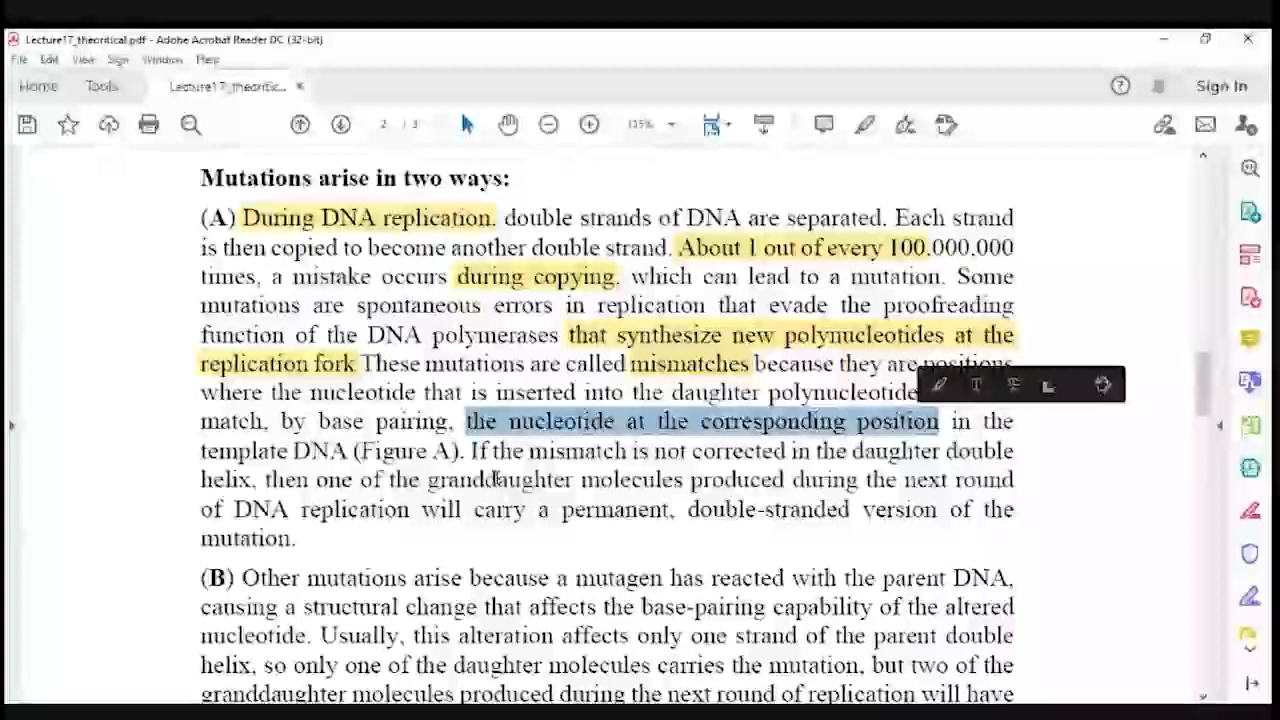 Lecture17_theoritical.pdf - Adobe Acrobat Reader DC (32-bit)
File Edit View Sign Window Help
Home Tools Lecture17_theoritic... × Sign In
2 / 3 115%
Mutations arise in two ways:
(A) During DNA replication, double strands of DNA are separated. Each strand
is then copied to become another double strand. About 1 out of every 100.000.000
times, a mistake occurs during copying, which can lead to a mutation. Some
mutations are spontaneous errors in replication that evade the proofreading
function of the DNA polymerases that synthesize new polynucleotides at the
replication fork These mutations are called mismatches because they are positions
where the nucleotide that is inserted into the daughter polynucleotide
match, by base pairing, the nucleotide at the corresponding position in the
template DNA (Figure A). If the mismatch is not corrected in the daughter double
helix, then one of the granddaughter molecules produced during the next round
of DNA replication will carry a permanent, double-stranded version of the
mutation.
(B) Other mutations arise because a mutagen has reacted with the parent DNA,
causing a structural change that affects the base-pairing capability of the altered
nucleotide. Usually, this alteration affects only one strand of the parent double
helix, so only one of the daughter molecules carries the mutation, but two of the
granddaughter molecules produced during the next round of replication will have